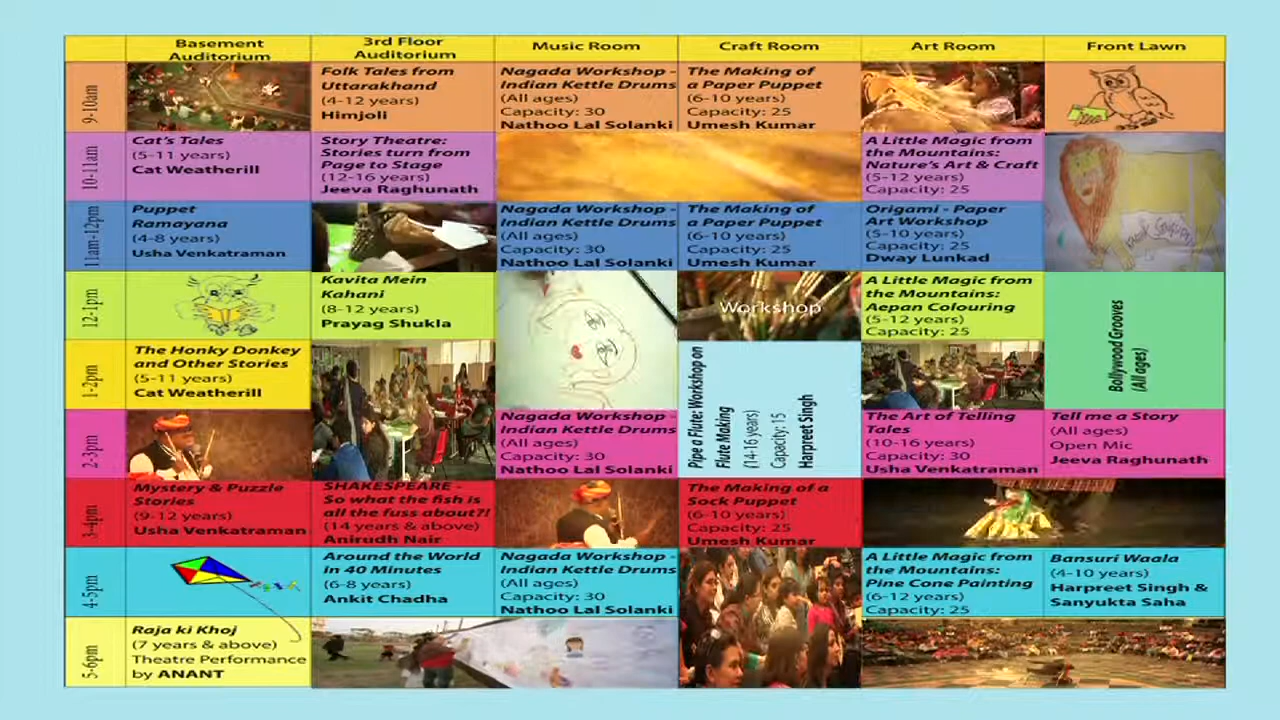 Basement
Auditorium
3rd Floor
Auditorium
Music Room
Craft Room
Art Room
Front Lawn
9-10am
Folk Tales from
Uttarakhand
(4-12 years)
Himjoli
Nagada Workshop -
Indian Kettle Drums
(All ages)
Capacity: 30
Nathoo Lal Solanki
The Making of
a Paper Puppet
(6-10 years)
Capacity: 25
Umesh Kumar
10-11am
Cat's Tales
(5-11 years)
Cat Weatherill
Story Theatre:
Stories turn from
Page to Stage
(12-16 years)
Jeeva Raghunath
A Little Magic from
the Mountains:
Nature's Art & Craft
(5-12 years)
Capacity: 25
11am-12pm
Puppet
Ramayana
(4-8 years)
Usha Venkatraman
Nagada Workshop -
Indian Kettle Drums
(All ages)
Capacity: 30
Nathoo Lal Solanki
The Making of
a Paper Puppet
(6-10 years)
Capacity: 25
Umesh Kumar
Origami - Paper
Art Workshop
(5-10 years)
Capacity: 25
Dway Lunkad
12-1pm
Kavita Mein
Kahani
(8-12 years)
Prayag Shukla
Workshop
A Little Magic from
the Mountains:
Aepan Colouring
(5-12 years)
Capacity: 25
Bollywood Grooves
(All ages)
1-2pm
The Honky Donkey
and Other Stories
(5-11 years)
Cat Weatherill
Pipe a Flute: Workshop on
Flute Making
(14-16 years)
Capacity: 15
Harpreet Singh
2-3pm
Nagada Workshop -
Indian Kettle Drums
(All ages)
Capacity: 30
Nathoo Lal Solanki
The Art of Telling
Tales
(10-16 years)
Capacity: 30
Usha Venkatraman
Tell me a Story
(All ages)
Open Mic
Jeeva Raghunath
3-4pm
Mystery & Puzzle
Stories
(9-12 years)
Usha Venkatraman
SHAKESPEARE -
So what the fish is
all the fuss about?!
(14 years & above)
Anirudh Nair
The Making of a
Sock Puppet
(6-10 years)
Capacity: 25
Umesh Kumar
4-5pm
Around the World
in 40 Minutes
(6-8 years)
Ankit Chadha
Nagada Workshop -
Indian Kettle Drums
(All ages)
Capacity: 30
Nathoo Lal Solanki
A Little Magic from
the Mountains:
Pine Cone Painting
(6-12 years)
Capacity: 25
Bansuri Waala
(4-10 years)
Harpreet Singh &
Sanyukta Saha
5-6pm
Raja ki Khoj
(7 years & above)
Theatre Performance
by ANANT